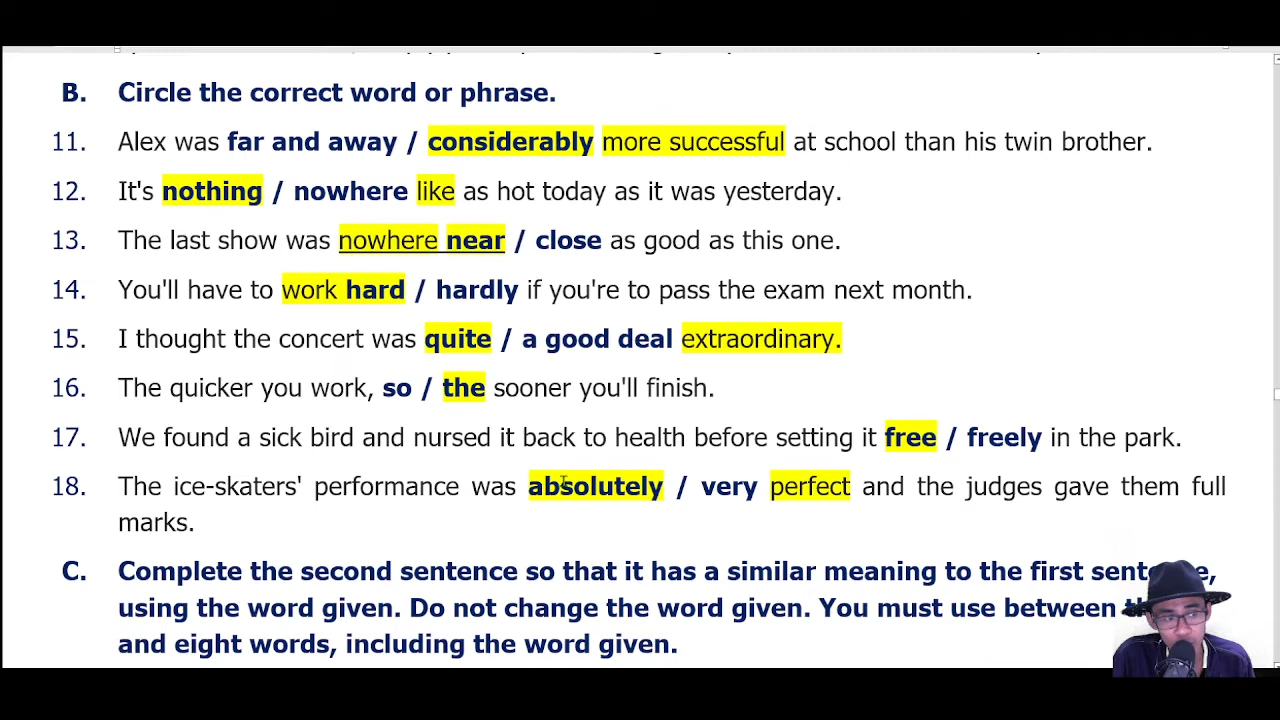 B. Circle the correct word or phrase.
11. Alex was far and away / considerably more successful at school than his twin brother.
12. It's nothing / nowhere like as hot today as it was yesterday.
13. The last show was nowhere near / close as good as this one.
14. You'll have to work hard / hardly if you're to pass the exam next month.
15. I thought the concert was quite / a good deal extraordinary.
16. The quicker you work, so / the sooner you'll finish.
17. We found a sick bird and nursed it back to health before setting it free / freely in the park.
18. The ice-skaters' performance was absolutely / very perfect and the judges gave them full
marks.
C. Complete the second sentence so that it has a similar meaning to the first
using the word given. Do not change the word given. You must use between
and eight words, including the word given.